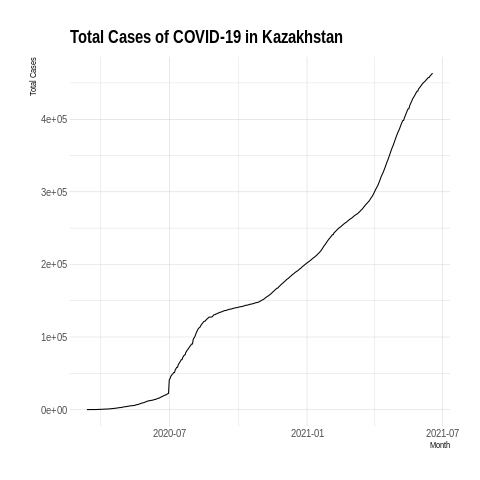 Total Cases of COVID-19 in Kazakhstan
Total Cases
4e+05
3e+05
2e+05
1e+05
0e+00
2020-07
2021-01
2021-07
Month